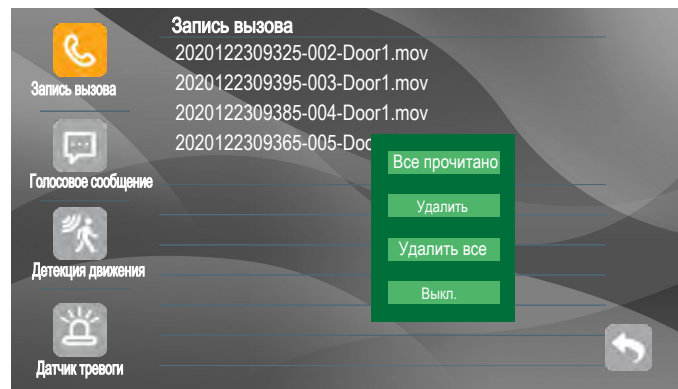 Запись вызова
2020122309325-002-Door1.mov
2020122309395-003-Door1.mov
2020122309385-004-Door1.mov
2020122309365-005-Doo
Запись вызова
Голосовое сообщение
Детекция движения
Датчик тревоги
Все прочитано
Удалить
Удалить все
Выкл.